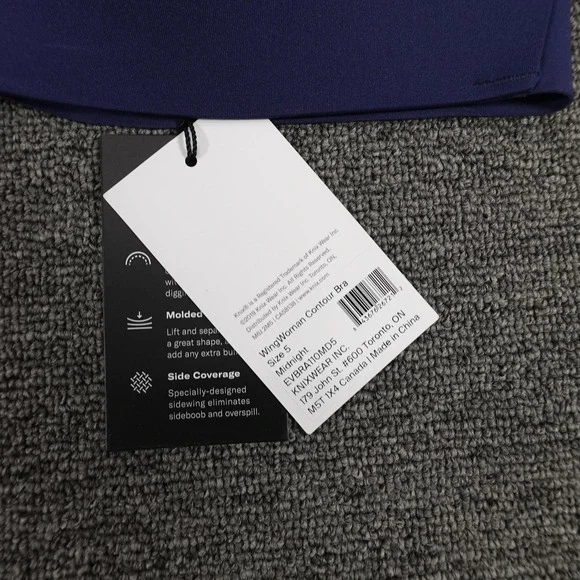 Knix® is a Registered Trademark of Knix Wear Inc.
©2018 Knix Wear Inc. All Rights Reserved.
Distributed by Knix Wear Inc. Toronto, ON,
| www.knix.com
WingWoman Contour Bra
Size 5
Midnight
EVBRA110MD5
KNIXWEAR INC.
179 John St. #600 Toronto, ON
M5T 1X4 Canada | Made in China
Molded
Lift and
a great shape,
add any extra
Side Coverage
Specially-designed
sidewing eliminates
sideboob and overspill.